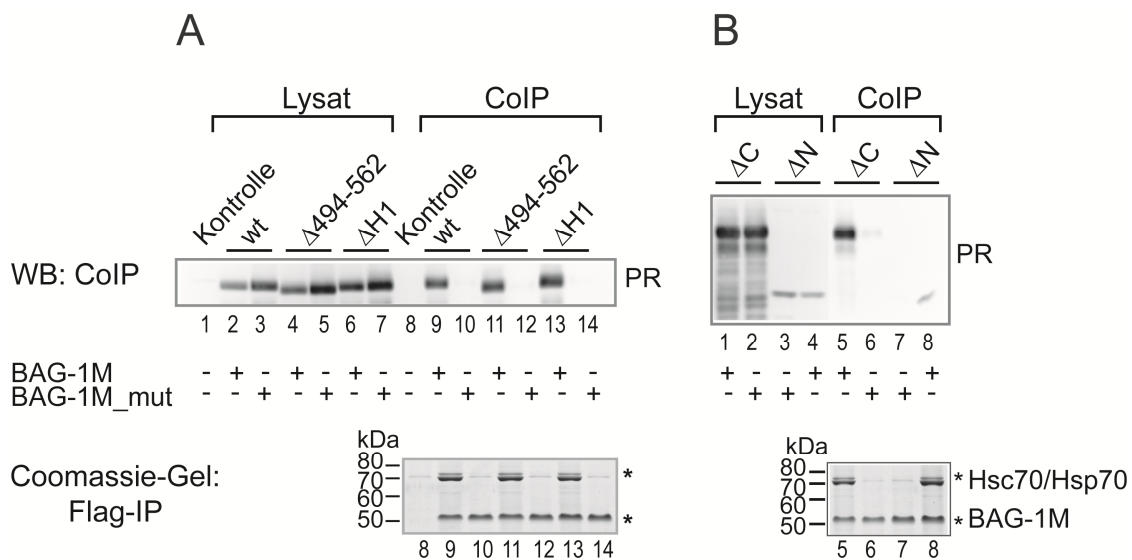 A
B
Lysat
CoIP
Lysat
CoIP
Kontrolle
wt
Δ494-562
ΔH1
Kontrolle
wt
Δ494-562
ΔH1
ΔC
ΔN
ΔC
ΔN
WB: CoIP
PR
PR
1 2 3 4 5 6 7 8 9 10 11 12 13 14
1 2 3 4 5 6 7 8
BAG-1M - + - + - + - - + - + - + - + - - + + - - +
BAG-1M_mut - - + - + - + - - + - + - + - + + - - + + -
kDa
kDa
Coomassie-Gel:
Flag-IP
80
70
60
50
*
*
80
70
60
50
* Hsc70/Hsp70
* BAG-1M
8 9 10 11 12 13 14
5 6 7 8